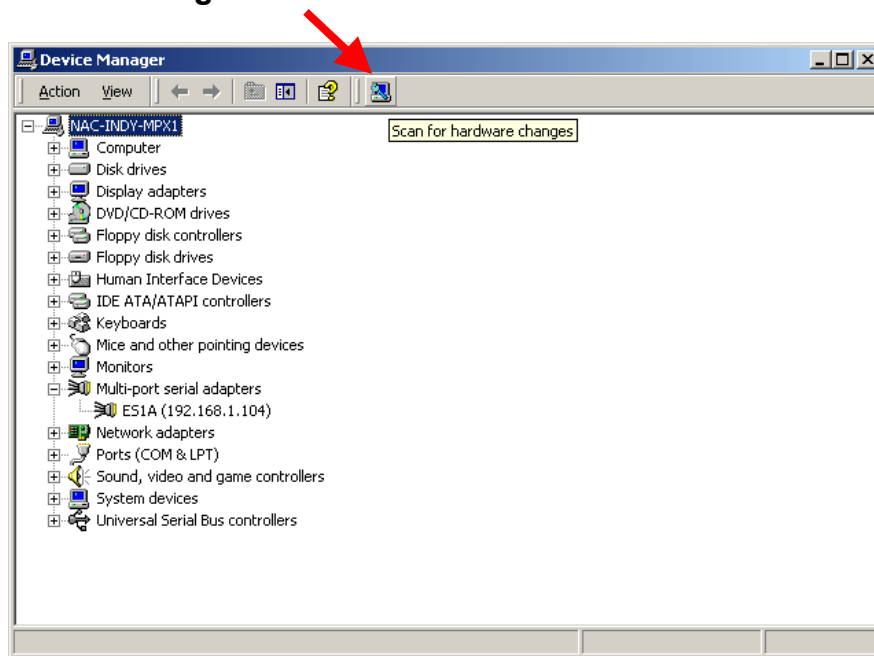 Device Manager
Action View
NAC-INDY-MPX1
Scan for hardware changes
Computer
Disk drives
Display adapters
DVD/CD-ROM drives
Floppy disk controllers
Floppy disk drives
Human Interface Devices
IDE ATA/ATAPI controllers
Keyboards
Mice and other pointing devices
Monitors
Multi-port serial adapters
ES1A (192.168.1.104)
Network adapters
Ports (COM & LPT)
Sound, video and game controllers
System devices
Universal Serial Bus controllers